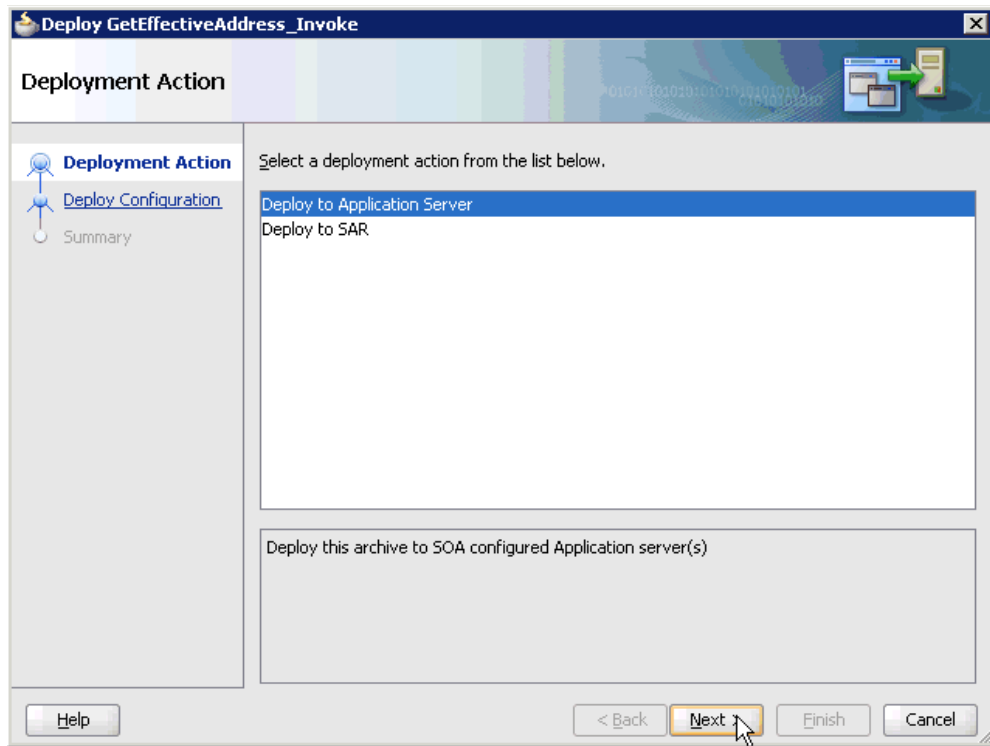 Deploy GetEffectiveAddress_Invoke
Deployment Action
Deployment Action
Deploy Configuration
Summary
Select a deployment action from the list below.
Deploy to Application Server
Deploy to SAR
Deploy this archive to SOA configured Application server(s)
Help
< Back
Next >
Finish
Cancel